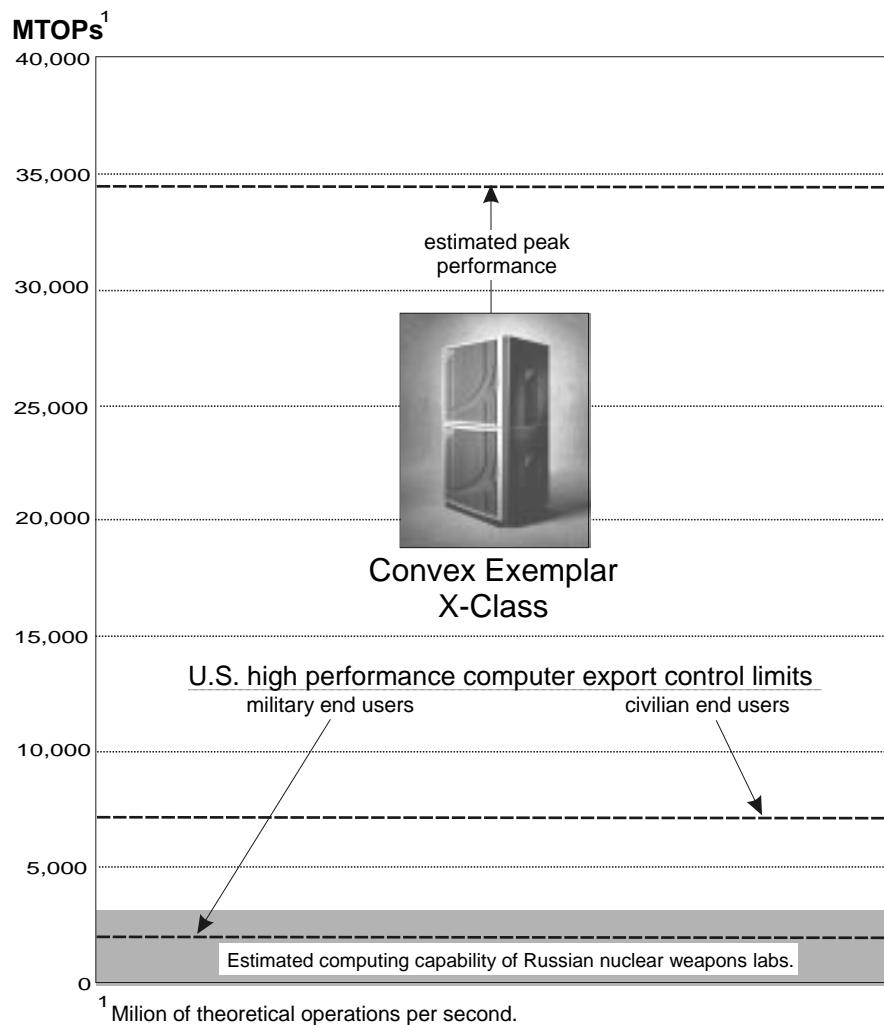 MTOPs1
40,000
35,000
estimated peak
performance
30,000
25,000
20,000
Convex Exemplar
X-Class
15,000
U.S. high performance computer export control limits
military end users civilian end users
10,000
5,000
Estimated computing capability of Russian nuclear weapons labs.
0
1 Milion of theoretical operations per second.